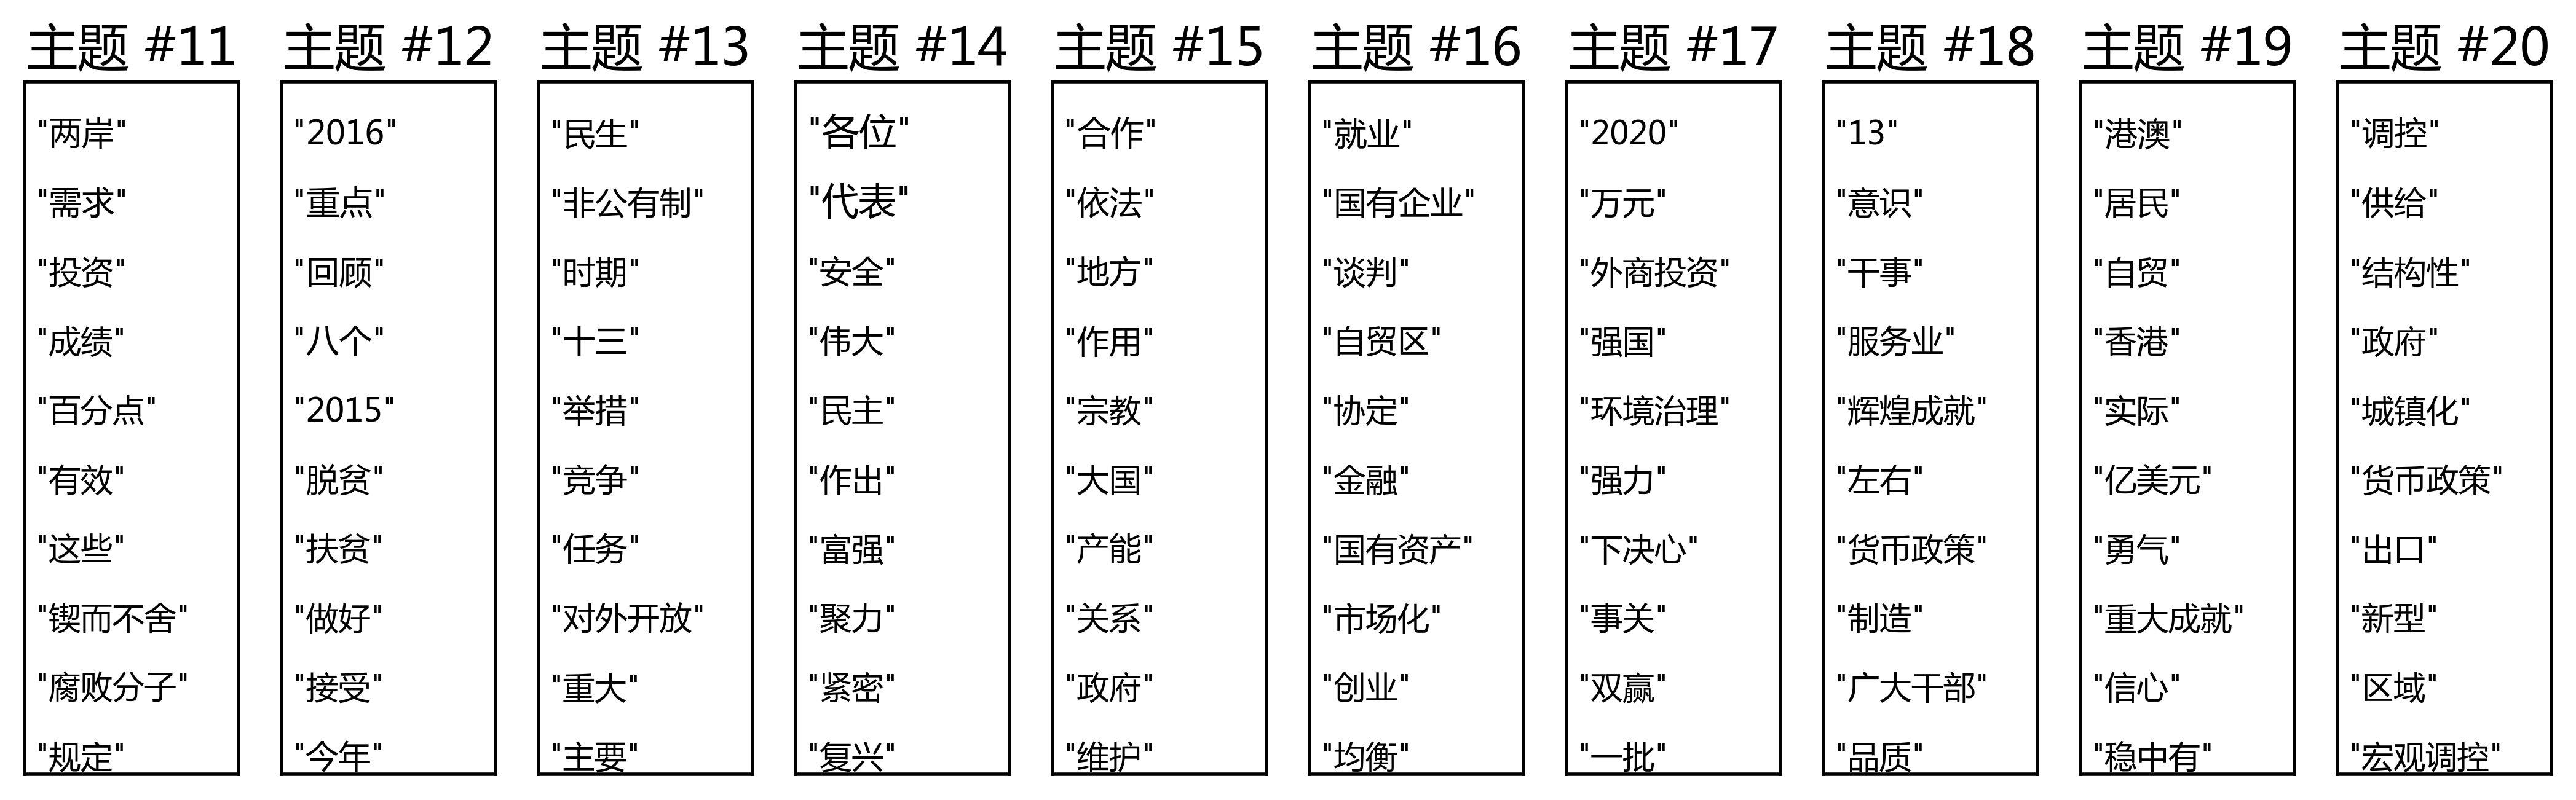 主题 #11
"两岸"
"需求"
"投资"
"成绩"
"百分点"
"有效"
"这些"
"锲而不舍"
"腐败分子"
"规定"
主题 #12
"2016"
"重点"
"回顾"
"八个"
"2015"
"脱贫"
"扶贫"
"做好"
"接受"
"今年"
主题 #13
"民生"
"非公有制"
"时期"
"十三"
"举措"
"竞争"
"任务"
"对外开放"
"重大"
"主要"
主题 #14
"各位"
"代表"
"安全"
"伟大"
"民主"
"作出"
"富强"
"聚力"
"紧密"
"复兴"
主题 #15
"合作"
"依法"
"地方"
"作用"
"宗教"
"大国"
"产能"
"关系"
"政府"
"维护"
主题 #16
"就业"
"国有企业"
"谈判"
"自贸区"
"协定"
"金融"
"国有资产"
"市场化"
"创业"
"均衡"
主题 #17
"2020"
"万元"
"外商投资"
"强国"
"环境治理"
"强力"
"下决心"
"事关"
"双赢"
"一批"
主题 #18
"13"
"意识"
"干事"
"服务业"
"辉煌成就"
"左右"
"货币政策"
"制造"
"广大干部"
"品质"
主题 #19
"港澳"
"居民"
"自贸"
"香港"
"实际"
"亿美元"
"勇气"
"重大成就"
"信心"
"稳中有"
主题 #20
"调控"
"供给"
"结构性"
"政府"
"城镇化"
"货币政策"
"出口"
"新型"
"区域"
"宏观调控"